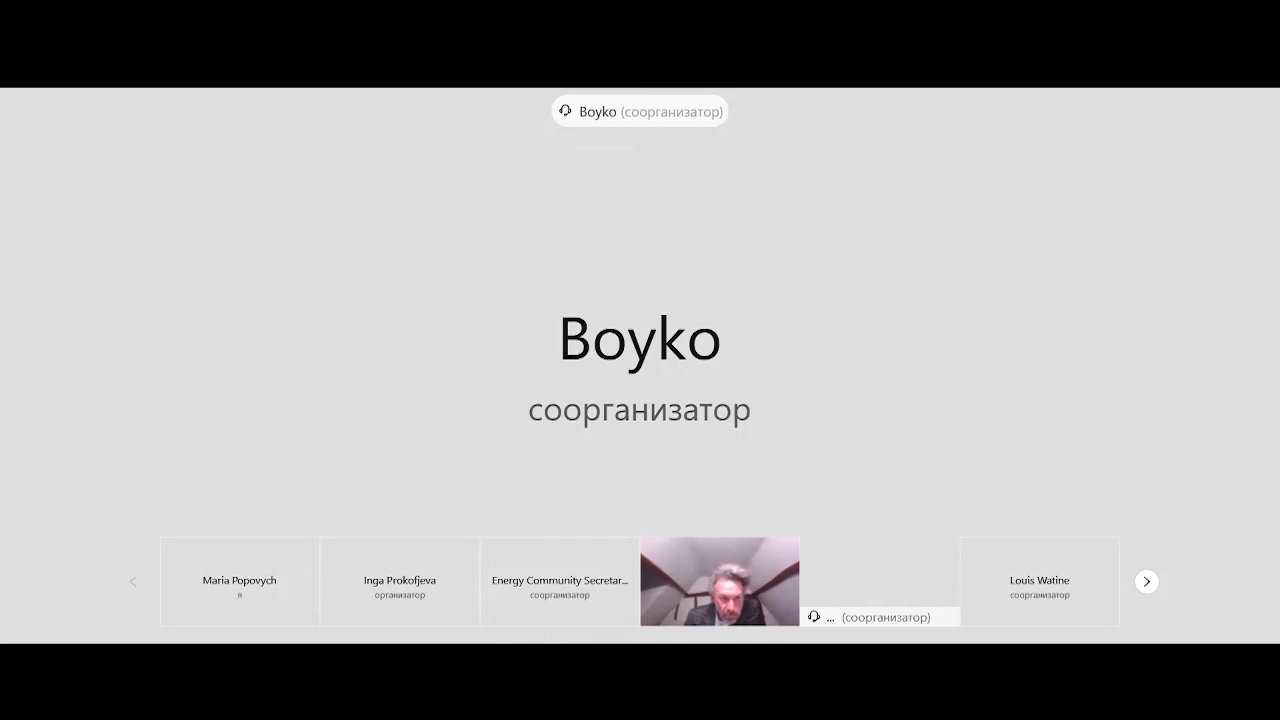 Boyko (соорганизатор)
Boyko
соорганизатор
Maria Popovych
я
Inga Prokofjeva
организатор
Energy Community Secretar...
соорганизатор
... (соорганизатор)
Louis Watine
соорганизатор